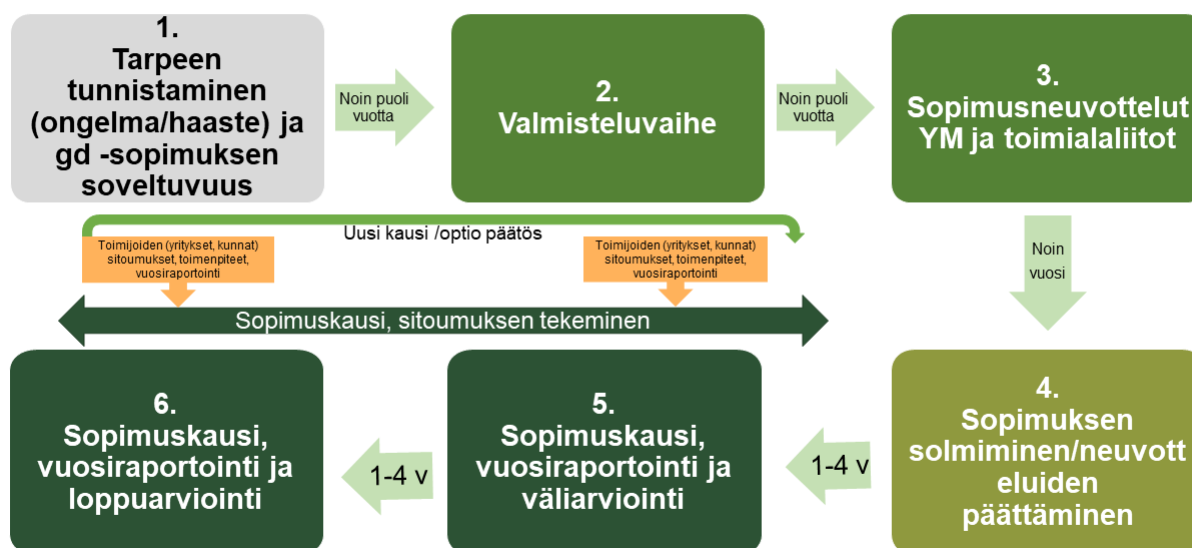 1.
Tarpeen
tunnistaminen
(ongelma/haaste) ja
gd -sopimuksen
soveltuvuus
Noin puoli
vuotta
2.
Valmisteluvaihe
Noin puoli
vuotta
3.
Sopimusneuvottelut
YM ja toimialaliitot
Noin
vuosi
Uusi kausi /optio päätös
Toimijoiden (yritykset, kunnat)
sitoumukset, toimenpiteet,
vuosiraportointi
Toimijoiden (yritykset, kunnat)
sitoumukset, toimenpiteet,
vuosiraportointi
Sopimuskausi, sitoumuksen tekeminen
4.
Sopimuksen
solmiminen/neuvott
eluiden
päättäminen
1-4 v
5.
Sopimuskausi,
vuosiraportointi ja
väliarviointi
1-4 v
6.
Sopimuskausi,
vuosiraportointi ja
loppuarviointi